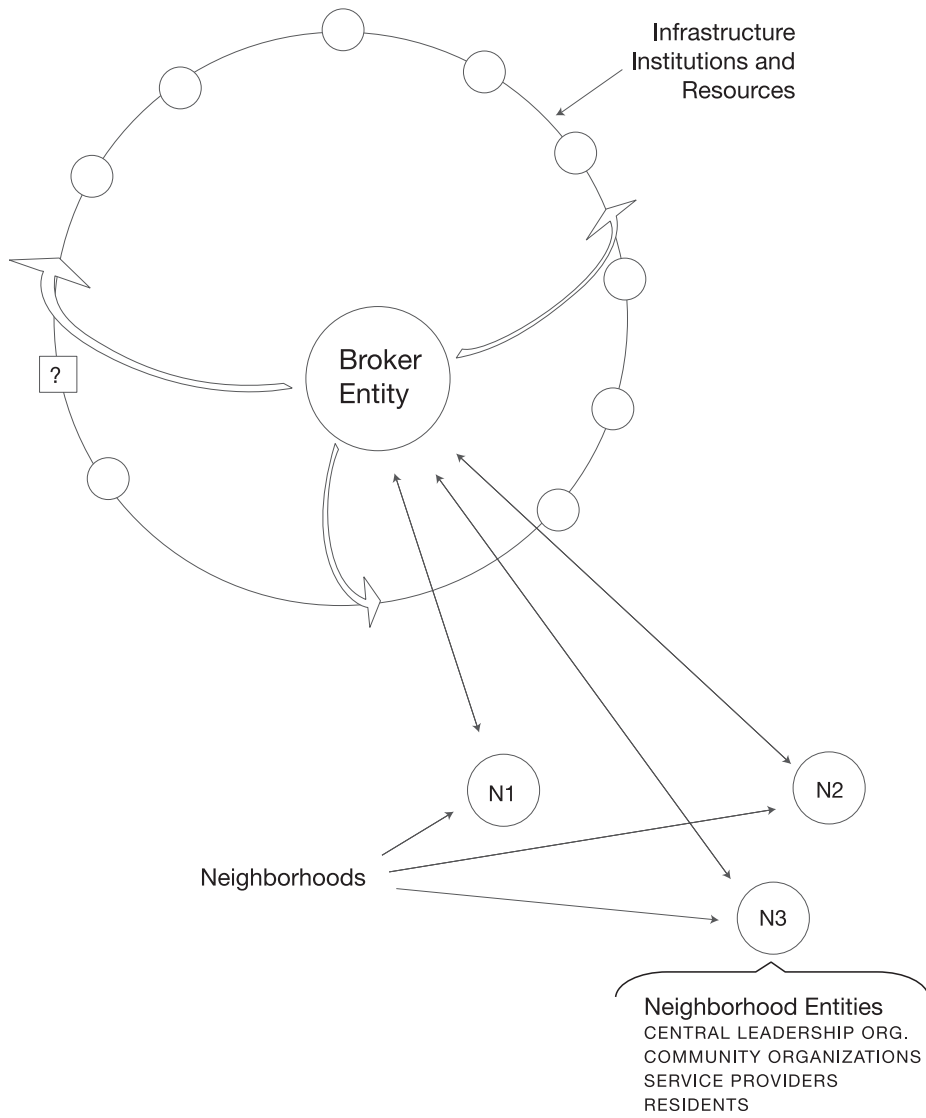 Infrastructure
Institutions and
Resources
Broker
Entity
?
N1
N2
Neighborhoods
N3
Neighborhood Entities
CENTRAL LEADERSHIP ORG.
COMMUNITY ORGANIZATIONS
SERVICE PROVIDERS
RESIDENTS